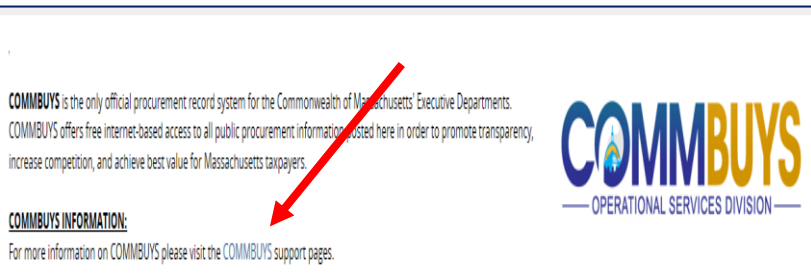 COMMBUYS is the only official procurement record system for the Commonwealth of Massachusetts' Executive Departments.
COMMBUYS offers free internet-based access to all public procurement information posted here in order to promote transparency,
increase competition, and achieve best value for Massachusetts taxpayers.
COMMBUYS INFORMATION:
For more information on COMMBUYS please visit the COMMBUYS support pages.
COMMBUYS
OPERATIONAL SERVICES DIVISION